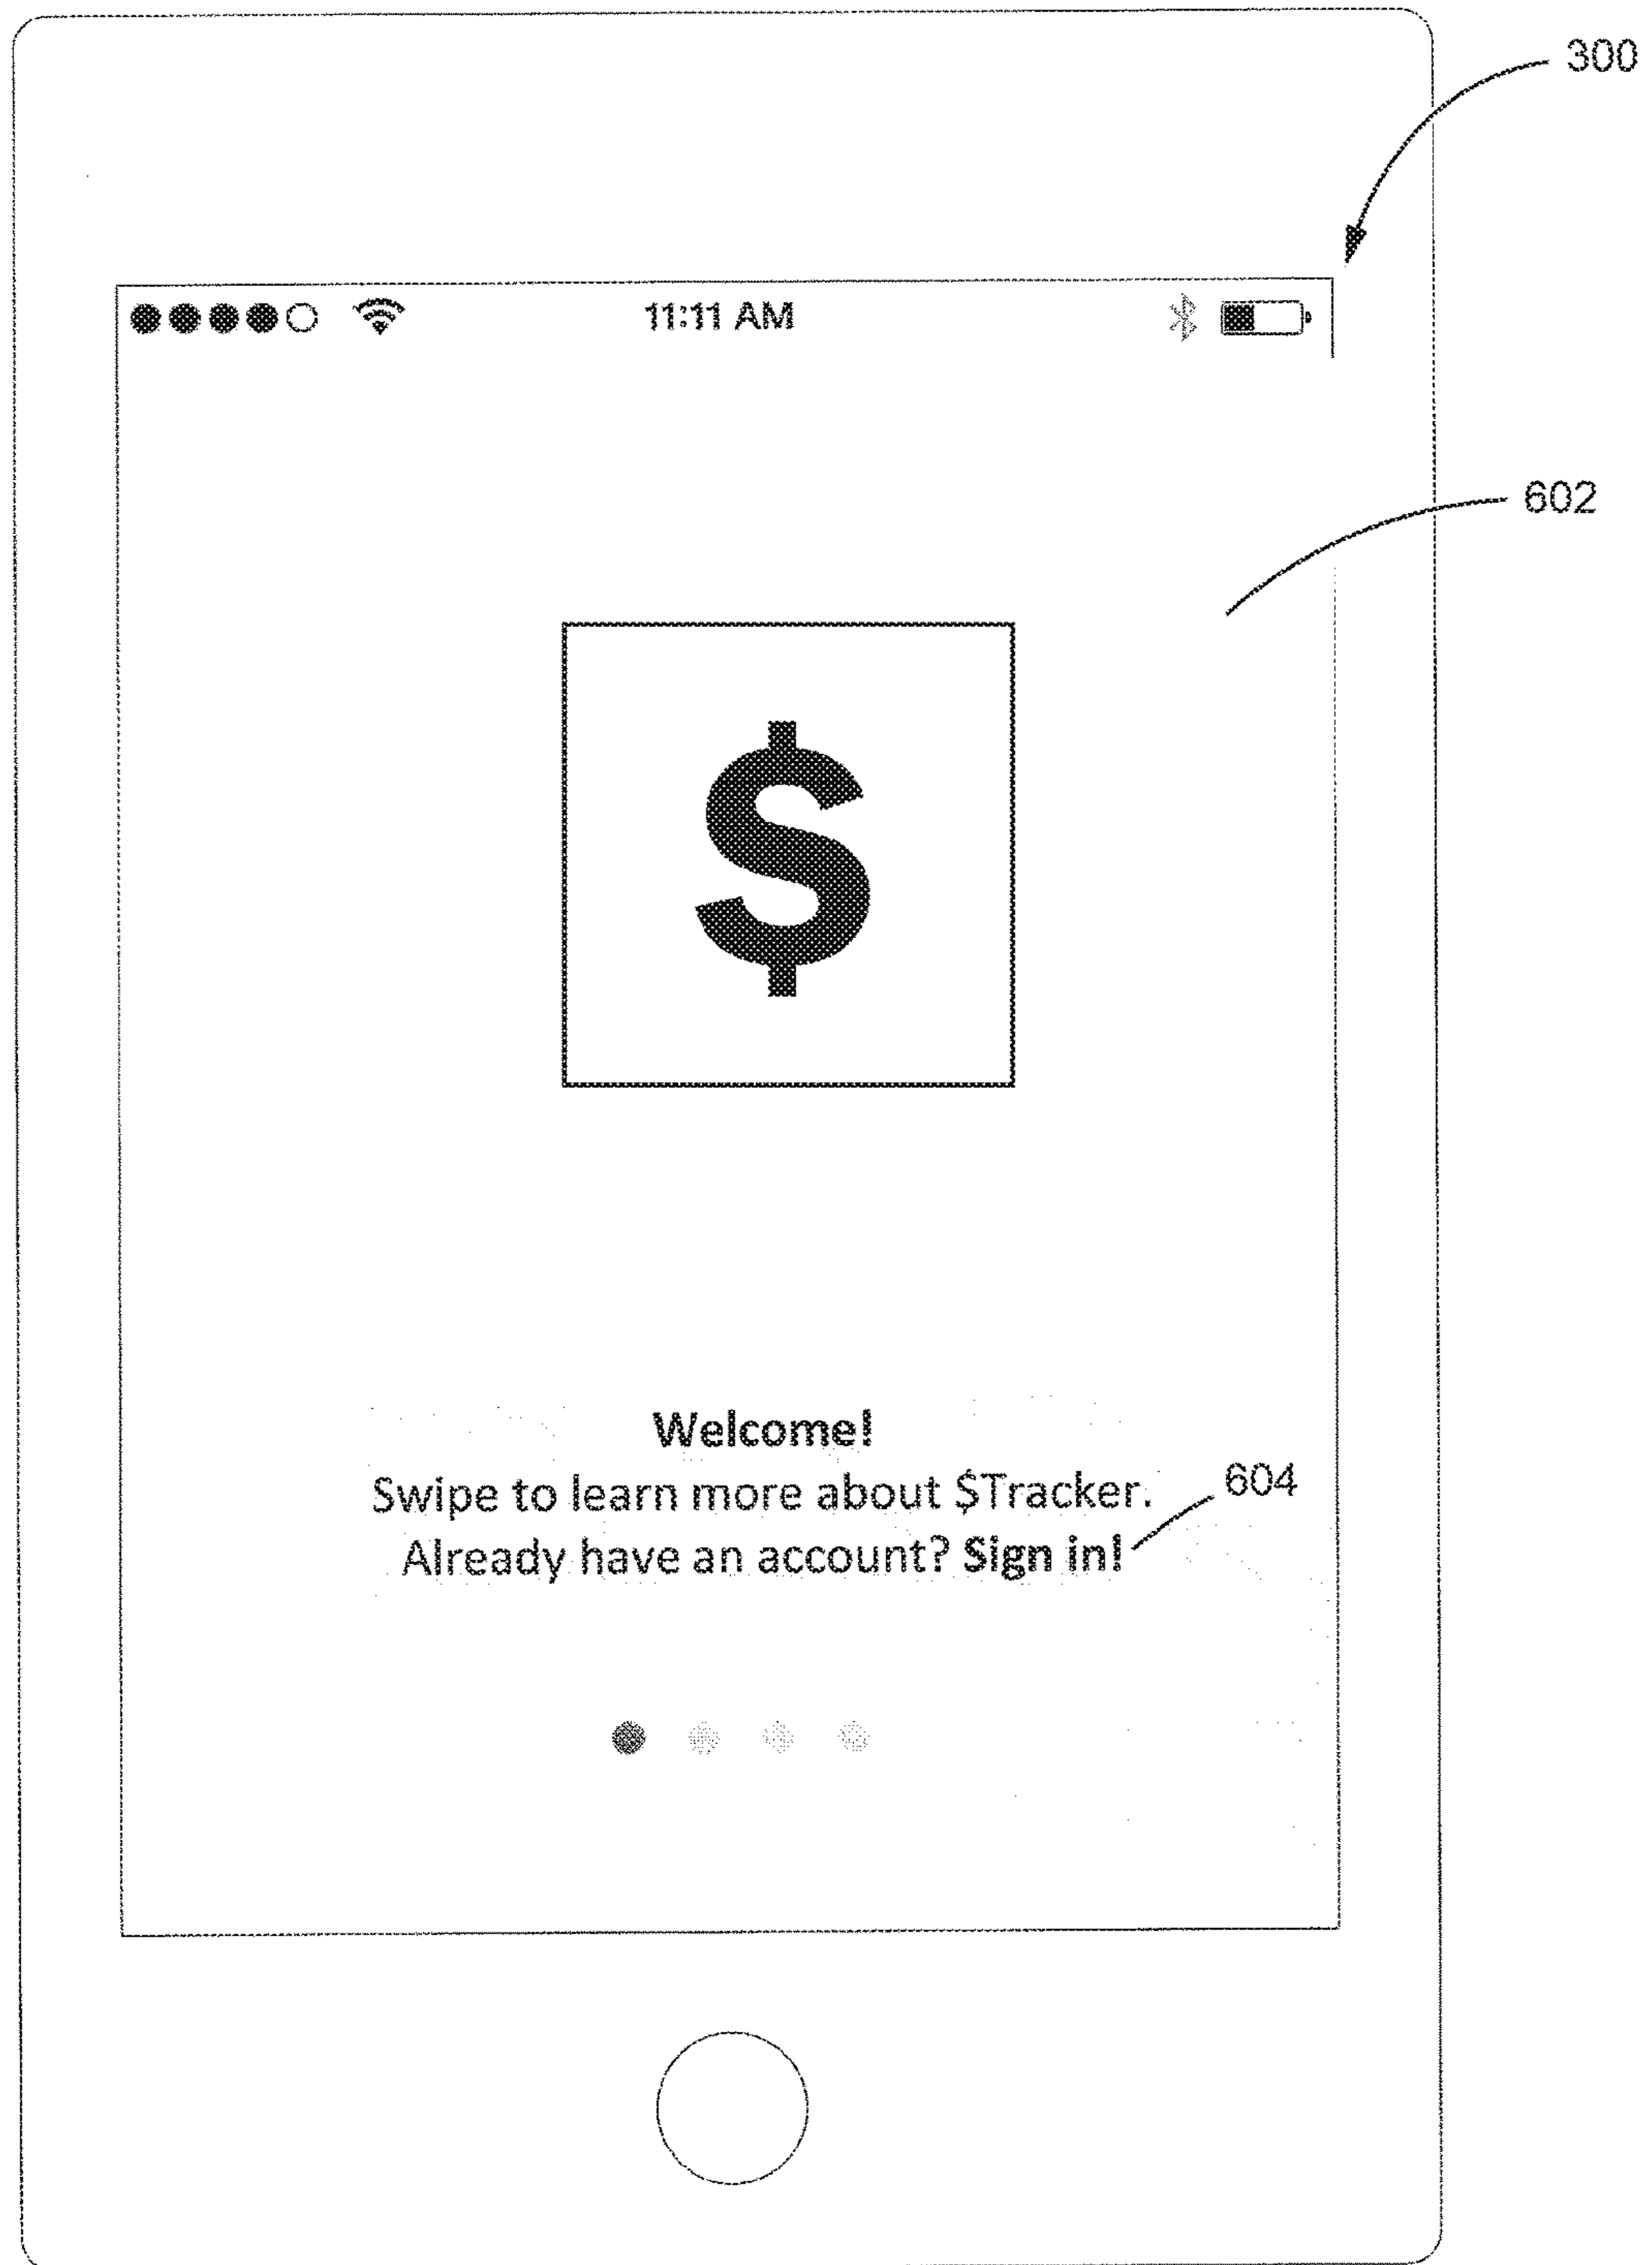 300
11:11 AM
602
$
Welcome!
Swipe to learn more about $Tracker.
604
Already have an account? Sign in!